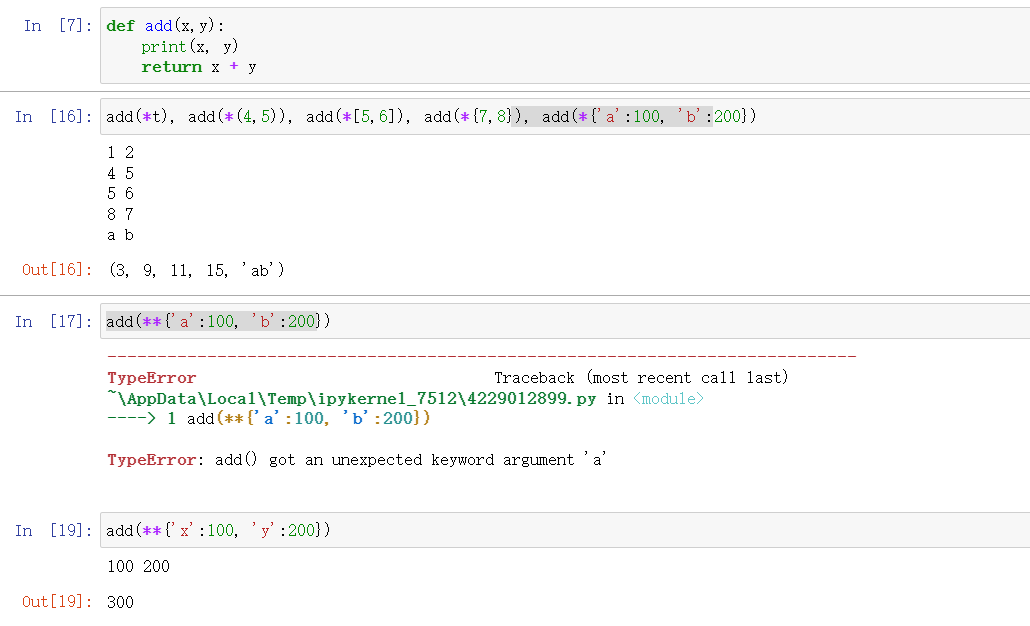 In [7]: def add(x,y):
print(x, y)
return x + y
In [16]: add(*t), add(*(4,5)), add(*[5,6]), add(*{7,8}), add(*{'a':100, 'b':200})
1 2
4 5
5 6
8 7
a b
Out[16]: (3, 9, 11, 15, 'ab')
In [17]: add(**{'a':100, 'b':200})
---------------------------------------------------------------------------
TypeError Traceback (most recent call last)
~\AppData\Local\Temp\ipykernel_7512\4229012899.py in <module>
----> 1 add(**{'a':100, 'b':200})
TypeError: add() got an unexpected keyword argument 'a'
In [19]: add(**{'x':100, 'y':200})
100 200
Out[19]: 300